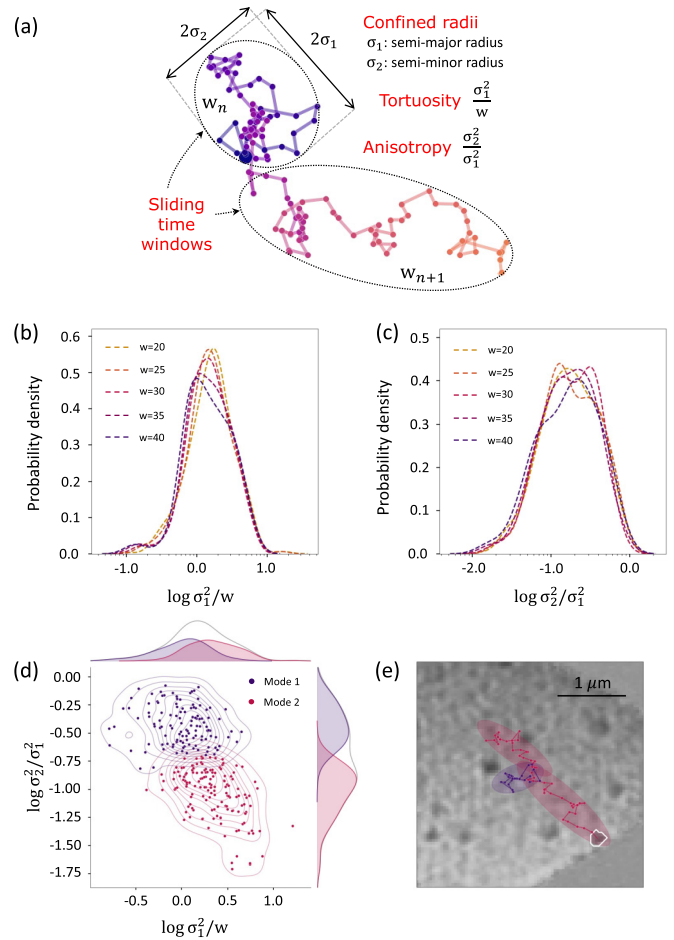 (a)
2σ₂
2σ₁
Confined radii
σ₁: semi-major radius
σ₂: semi-minor radius
Tortuosity σ₁²/w
Anisotropy σ₂²/σ₁²
wₙ
Sliding
time
windows
wₙ₊₁
(b)
0.6
0.5
0.4
0.3
0.2
0.1
0.0
Probability density
w=20
w=25
w=30
w=35
w=40
-1.0
0.0
1.0
log σ₁²/w
(c)
0.5
0.4
0.3
0.2
0.1
0.0
Probability density
w=20
w=25
w=30
w=35
w=40
-2.0
-1.0
0.0
log σ₂²/σ₁²
(d)
0.00
-0.25
-0.50
-0.75
-1.00
-1.25
-1.50
-1.75
log σ₂²/σ₁²
Mode 1
Mode 2
-0.5
0.0
0.5
1.0
log σ₁²/w
(e)
1 μm